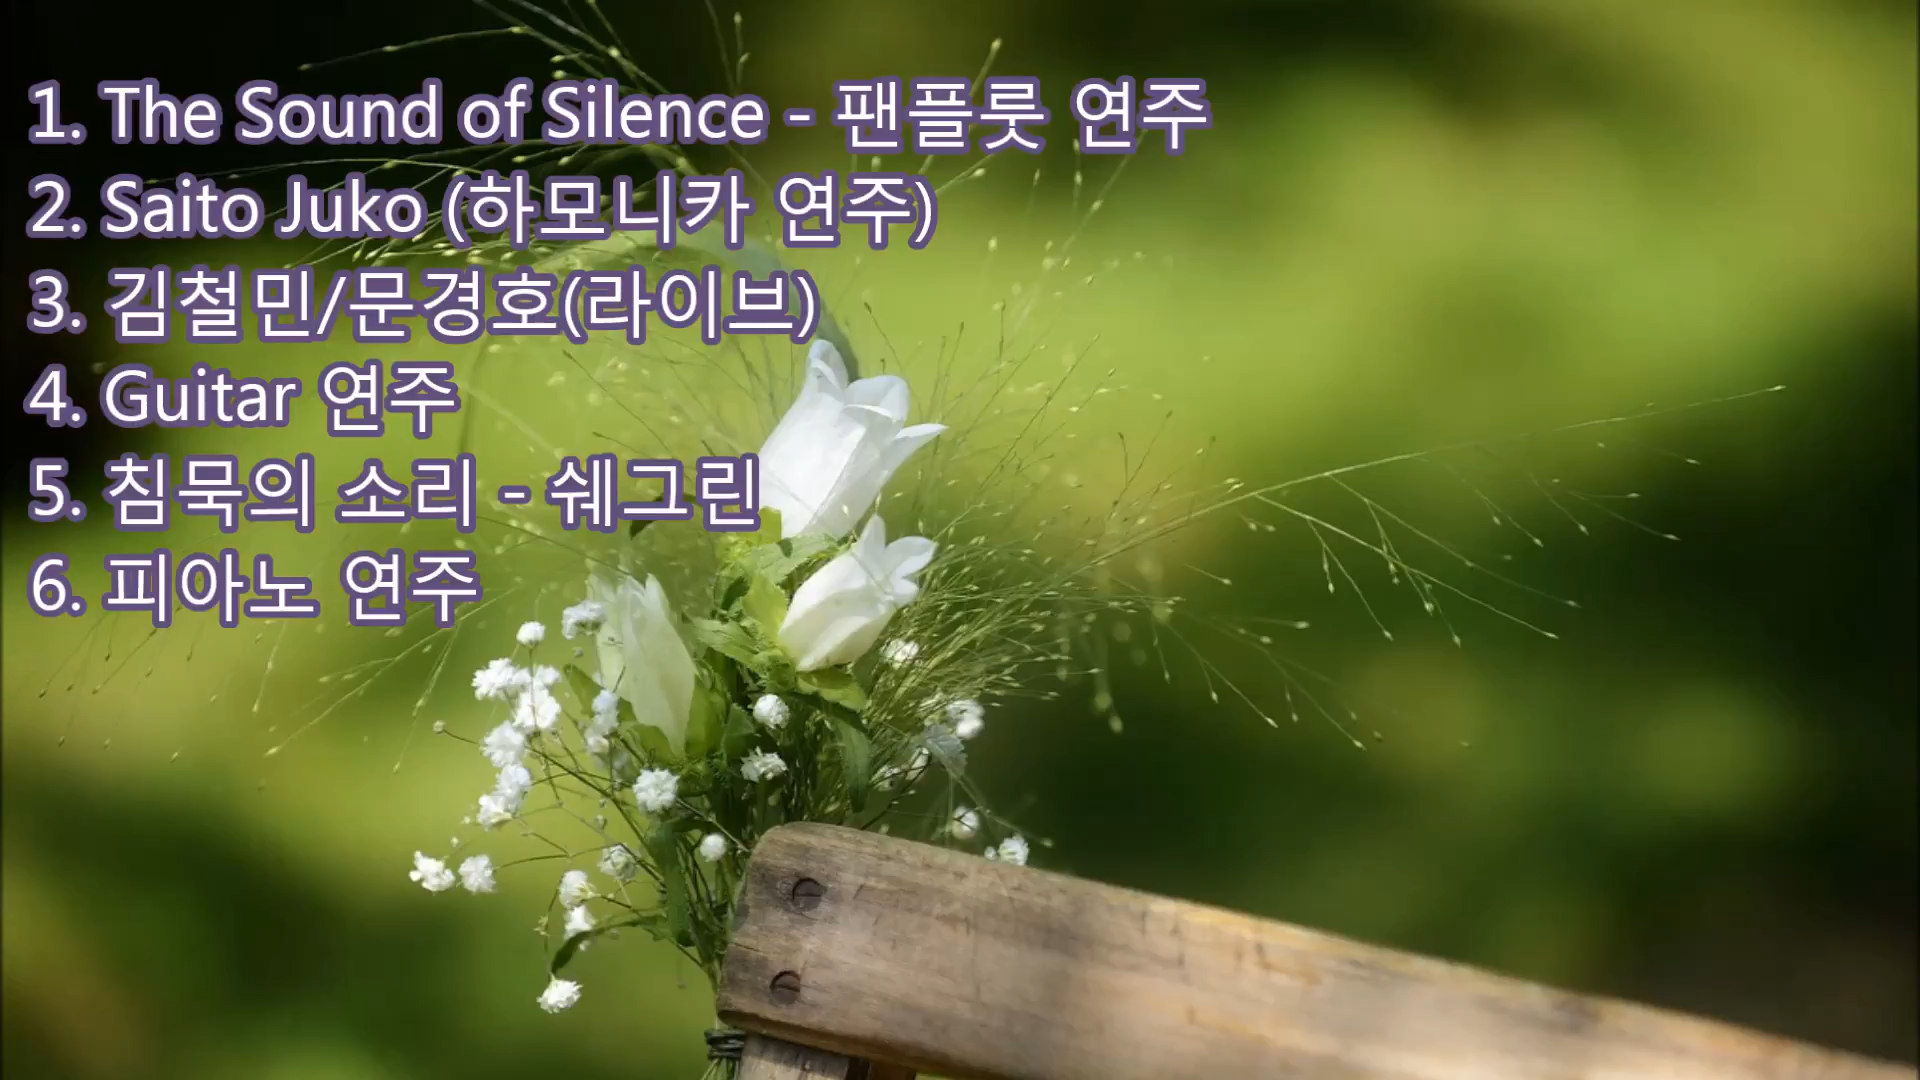 1. The Sound of Silence - 팬플룻 연주
2. Saito Juko (하모니카 연주)
3. 김철민/문경호(라이브)
4. Guitar 연주
5. 침묵의 소리 - 쉐그린
6. 피아노 연주